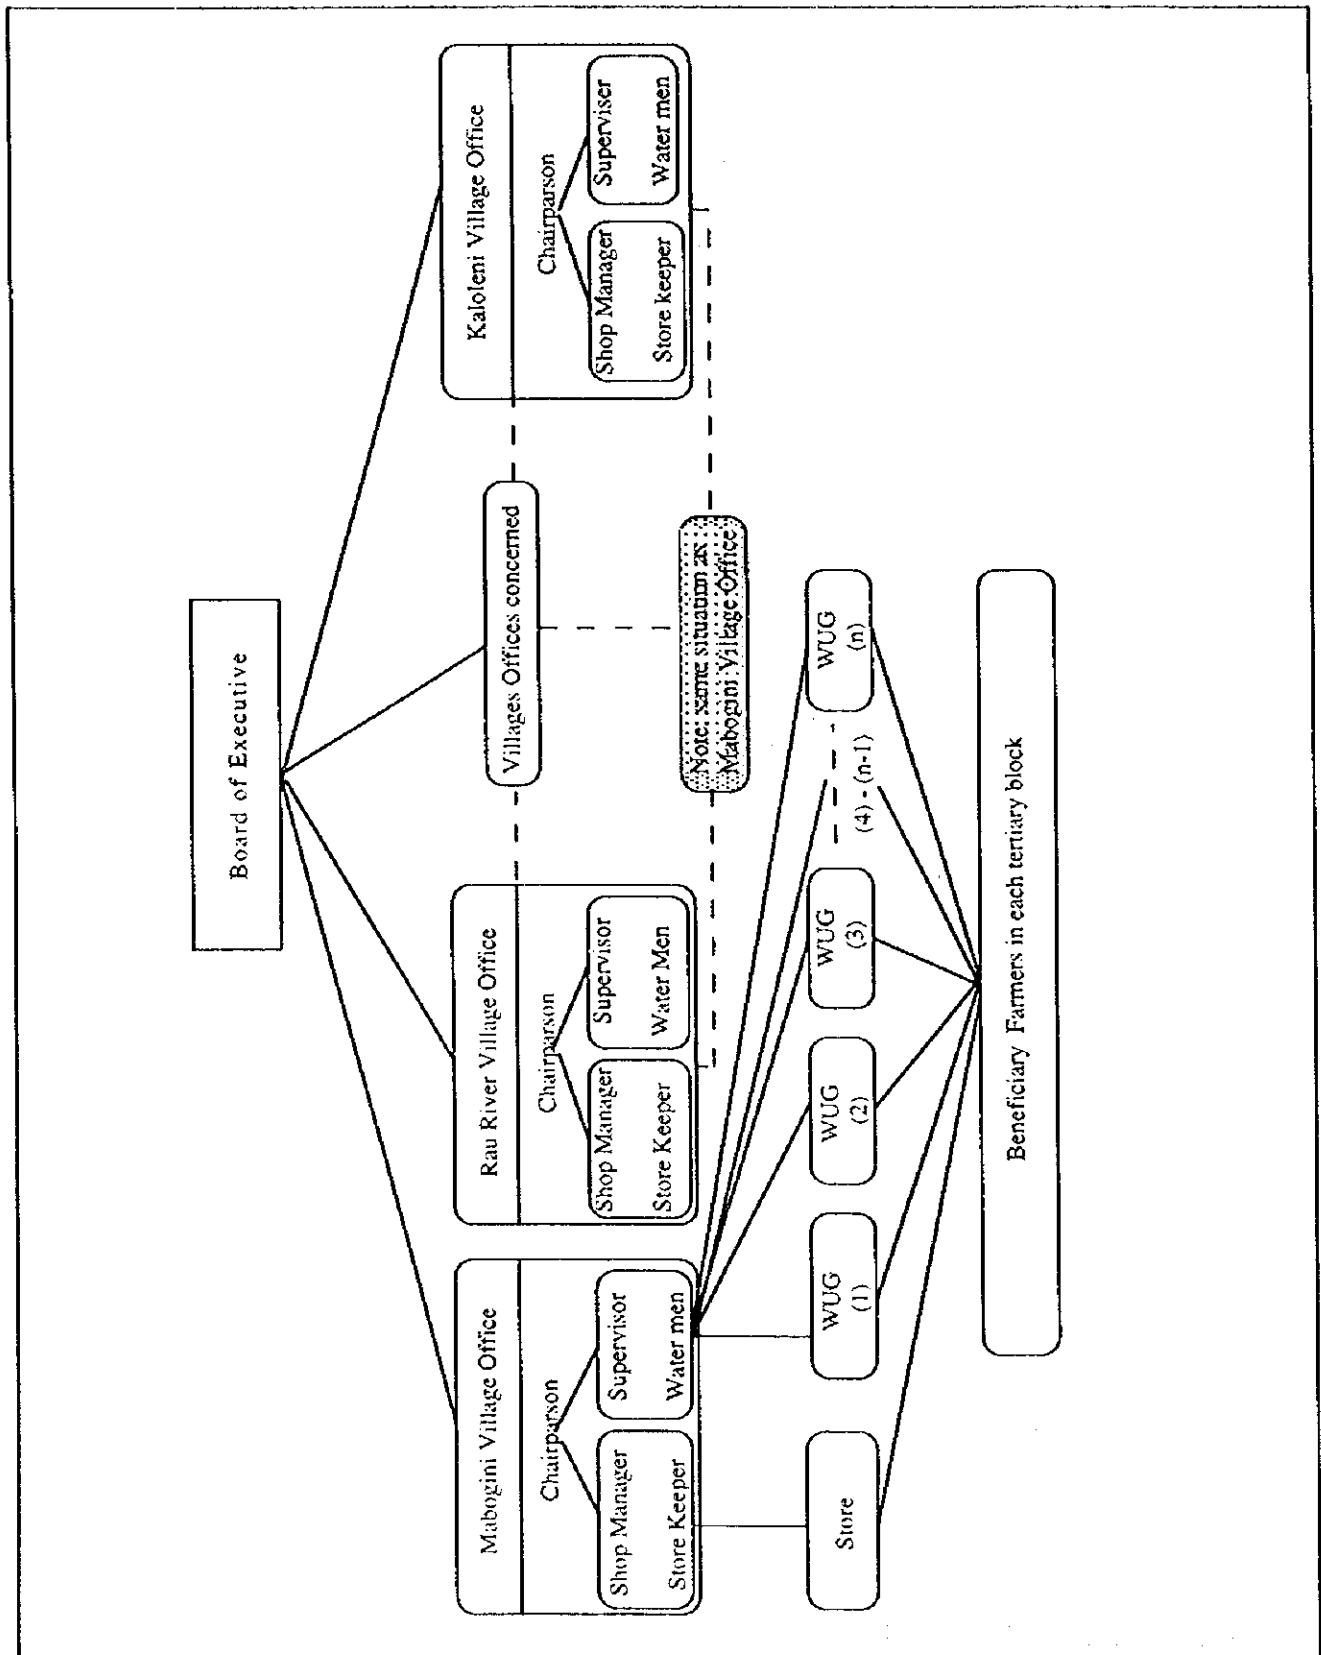 Board of Executive
Mabogini Village Office
Chairparson
Shop Manager
Store Keeper
Supervisor
Water men
Rau River Village Office
Chairparson
Shop Manager
Store Keeper
Supervisor
Water Men
Villages Offices concerned
Kaloleni Village Office
Chairparson
Shop Manager
Store keeper
Superviser
Water men
Note: same situation as
Mabogini Village Office
Store
WUG
(1)
WUG
(2)
WUG
(3)
(4) - (n-1)
WUG
(n)
Beneficiary Farmers in each tertiary block